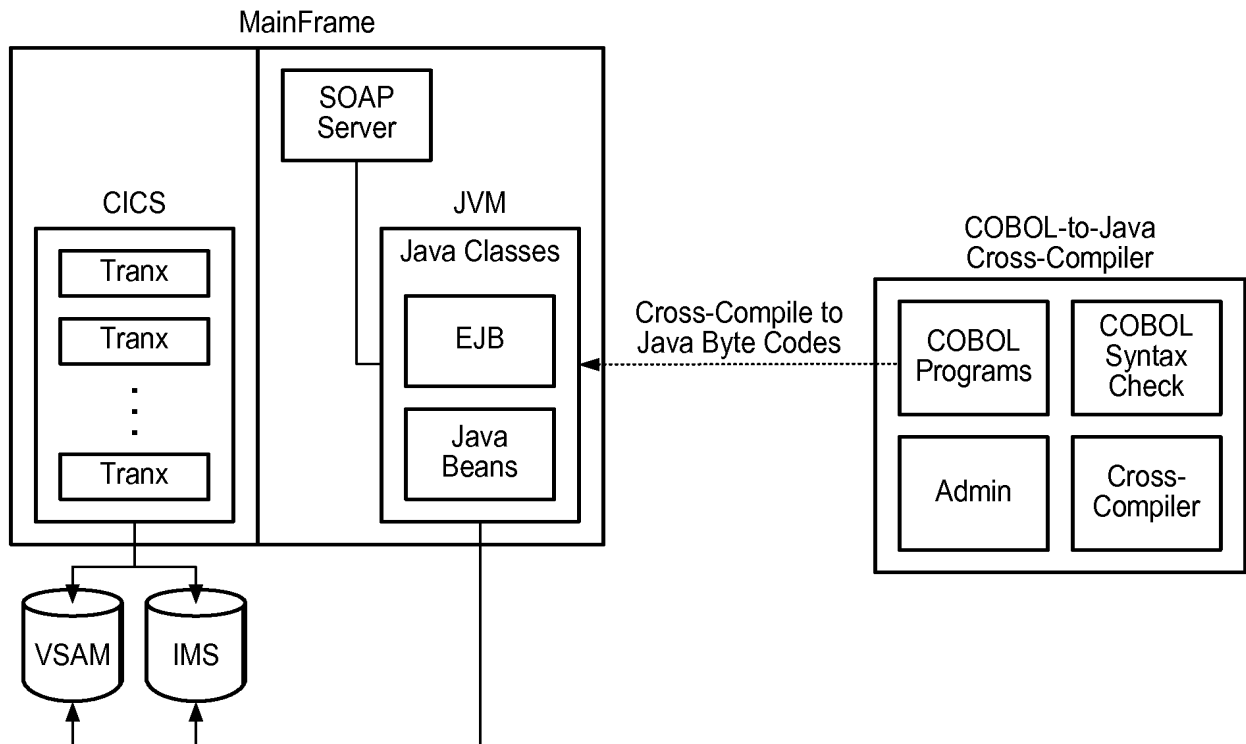 MainFrame
SOAP
Server
CICS
Tranx
Tranx
Tranx
JVM
Java Classes
EJB
Java
Beans
Cross-Compile to
Java Byte Codes
COBOL-to-Java
Cross-Compiler
COBOL
Programs
COBOL
Syntax
Check
Admin
Cross-
Compiler
VSAM
IMS